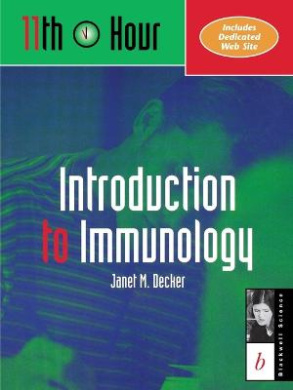 11th Hour
Includes
Dedicated
Web Site
Introduction
to Immunology
Janet M. Decker
Blackwell Science
b